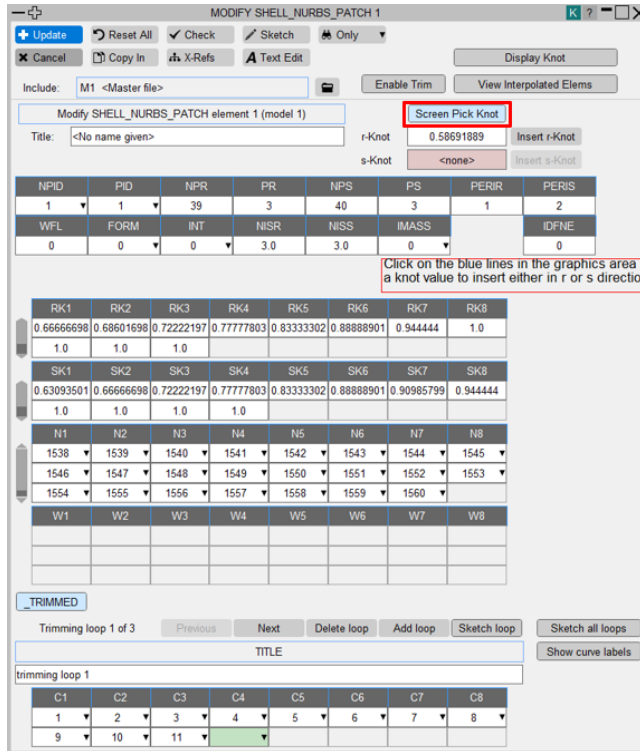 MODIFY SHELL_NURBS_PATCH 1 K ?
Update Reset All Check Sketch Only
Cancel Copy In X-Refs A Text Edit Display Knot
Include: M1 <Master file> Enable Trim View Interpolated Elems
Modify SHELL_NURBS_PATCH element 1 (model 1) Screen Pick Knot
Title: <No name given> r-Knot 0.58691889 Insert r-Knot
s-Knot <none> Insert s-Knot
NPID PID NPR PR NPS PS PERIR PERIS
1 1 39 3 40 3 1 2
WFL FORM INT NISR NISS IMASS IDFNE
0 0 0 3.0 3.0 0 0
Click on the blue lines in the graphics area
a knot value to insert either in r or s directio
RK1 RK2 RK3 RK4 RK5 RK6 RK7 RK8
0.66666698 0.68601698 0.72222197 0.77777803 0.83333302 0.88888901 0.944444 1.0
1.0 1.0 1.0
SK1 SK2 SK3 SK4 SK5 SK6 SK7 SK8
0.63093501 0.66666698 0.72222197 0.77777803 0.83333302 0.88888901 0.90985799 0.944444
1.0 1.0 1.0 1.0
N1 N2 N3 N4 N5 N6 N7 N8
1538 1539 1540 1541 1542 1543 1544 1545
1546 1547 1548 1549 1550 1551 1552 1553
1554 1555 1556 1557 1558 1559 1560
W1 W2 W3 W4 W5 W6 W7 W8
_TRIMMED
Trimming loop 1 of 3 Previous Next Delete loop Add loop Sketch loop Sketch all loops
TITLE Show curve labels
trimming loop 1
C1 C2 C3 C4 C5 C6 C7 C8
1 2 3 4 5 6 7 8
9 10 11